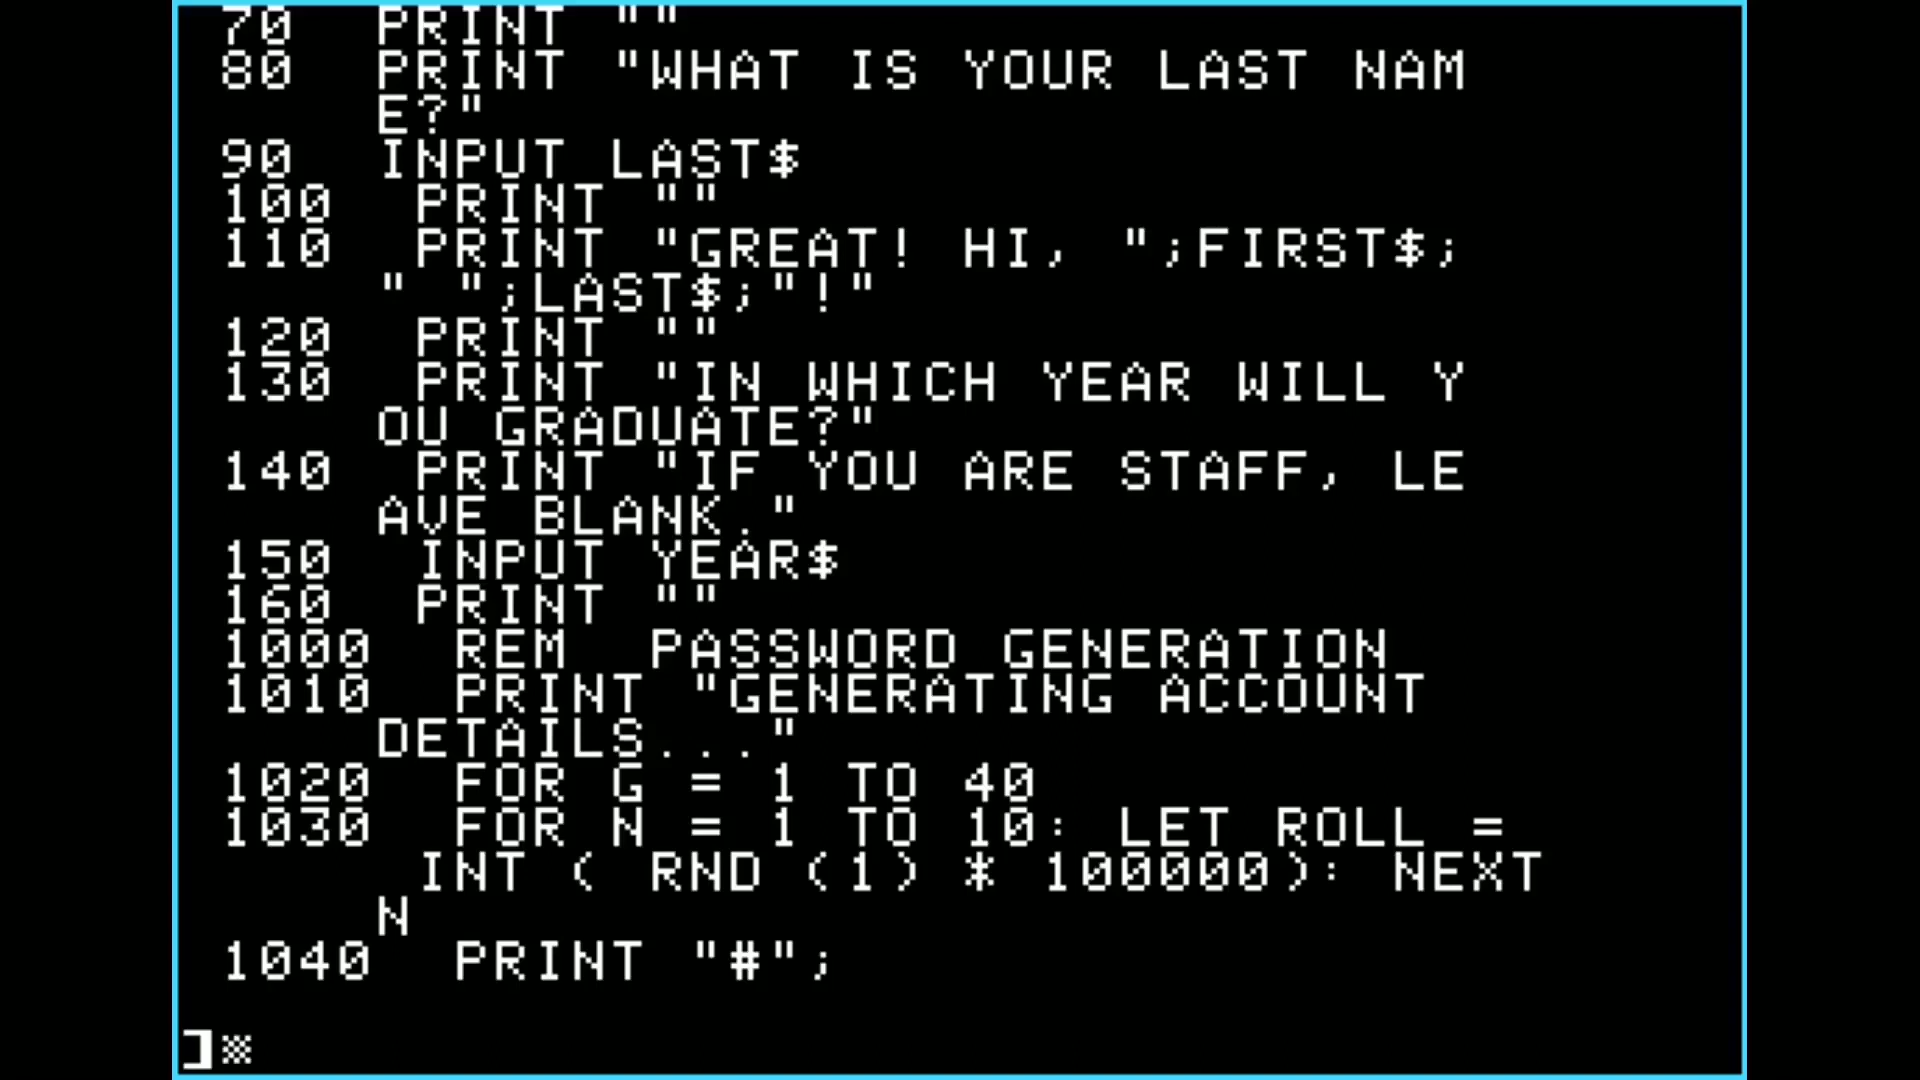 70  PRINT ""
80  PRINT "WHAT IS YOUR LAST NAM
E?"
90  INPUT LAST$
100  PRINT ""
110  PRINT "GREAT! HI, ";FIRST$;
" ";LAST$;"!"
120  PRINT ""
130  PRINT "IN WHICH YEAR WILL Y
OU GRADUATE?"
140  PRINT "IF YOU ARE STAFF, LE
AVE BLANK."
150  INPUT YEAR$
160  PRINT ""
1000  REM  PASSWORD GENERATION
1010  PRINT "GENERATING ACCOUNT
DETAILS..."
1020  FOR G = 1 TO 40
1030  FOR N = 1 TO 10: LET ROLL =
INT ( RND (1) * 100000): NEXT
N
1040  PRINT "#";
]